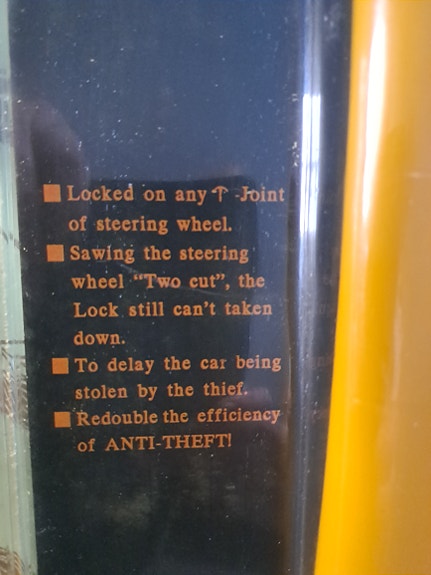 ■ Locked on any ↑ Joint
of steering wheel.
■ Sawing the steering
wheel “Two cut”, the
Lock still can’t taken
down.
■ To delay the car being
stolen by the thief.
■ Redouble the efficiency
of ANTI-THEFT!